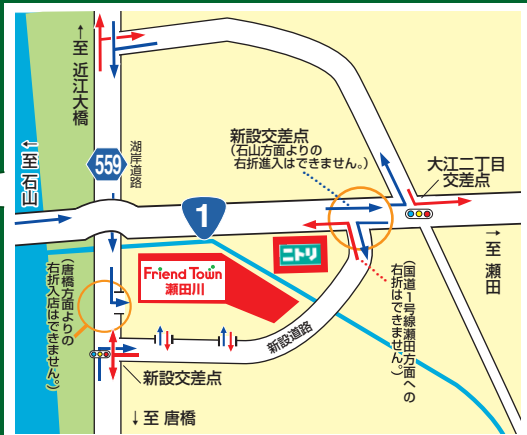 ↑至 近江大橋
湖岸道路
559
新設交差点
(石山方面よりの
右折進入はできません。)
大江二丁目
交差点
←至 石山
1
→至 瀬田
ニトリ
Friend Town
瀬田川
(唐橋方面よりの
右折入店はできません。)
(国道1号線瀬田方面への
右折はできません。)
新設道路
新設交差点
↓至 唐橋